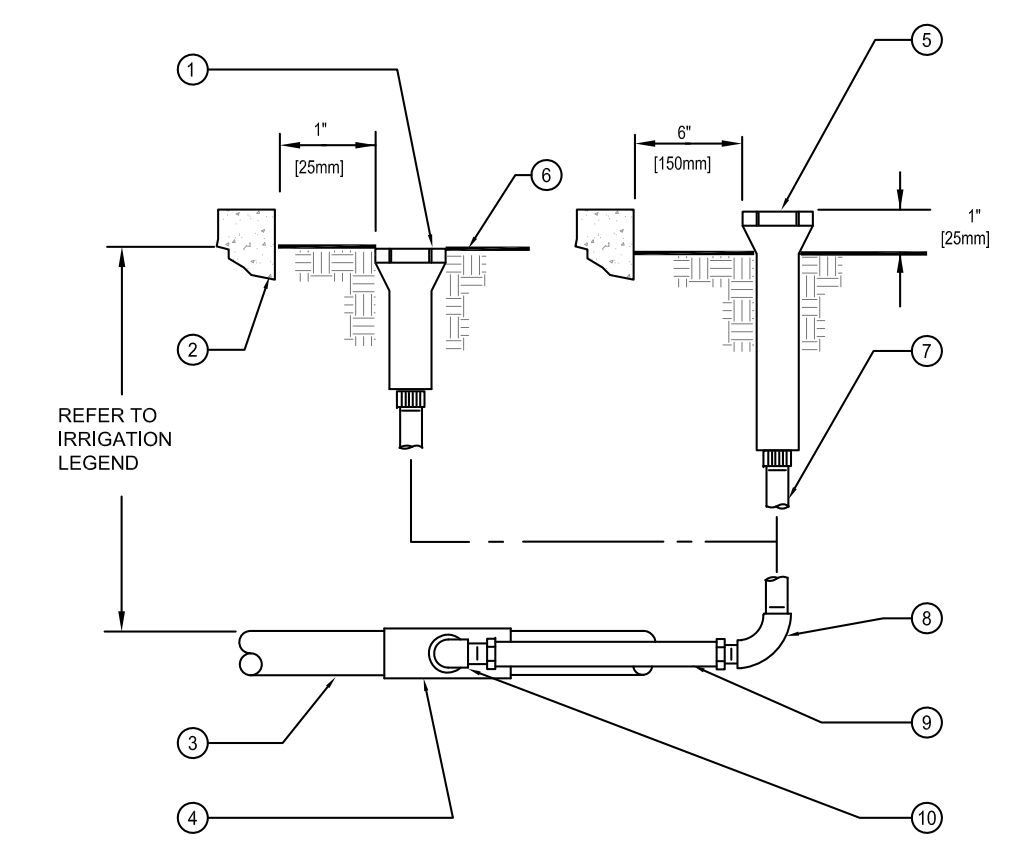 5
1
1"
[25mm]
6"
[150mm]
6
1"
[25mm]
2
7
REFER TO
IRRIGATION
LEGEND
8
9
3
4
10